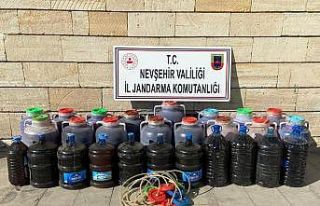 T.C.
NEVŞEHİR VALİLİĞİ
İL JANDARMA KOMUTANLIĞI